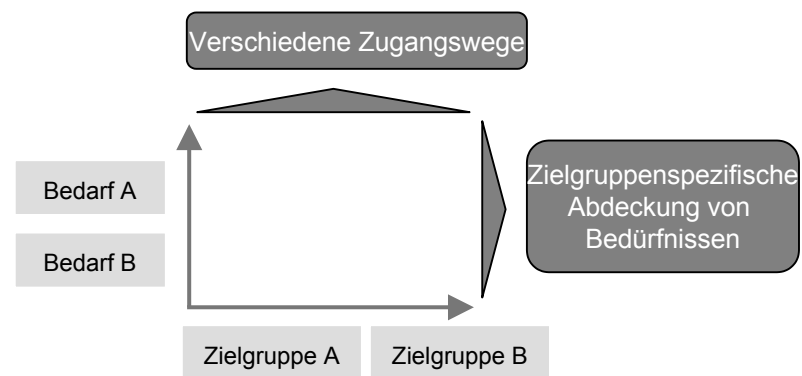 Verschiedene Zugangswege
Bedarf A
Bedarf B
Zielgruppenspezifische
Abdeckung von
Bedürfnissen
Zielgruppe A
Zielgruppe B